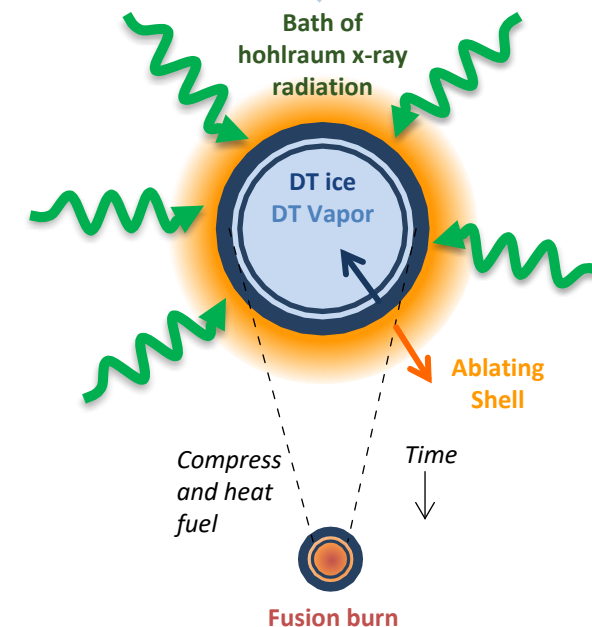 Bath of
hohlraum x-ray
radiation
DT ice
DT Vapor
Ablating
Shell
Compress
and heat
fuel
Time
Fusion burn